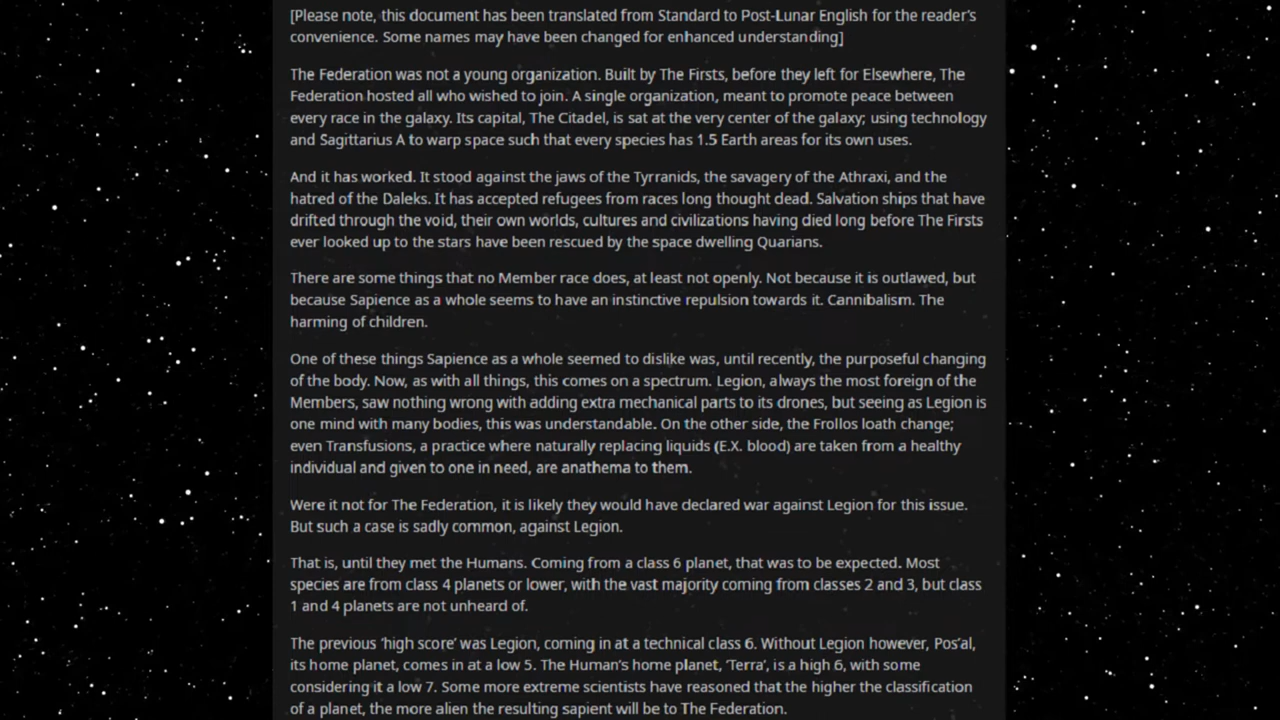 [Please note, this document has been translated from Standard to Post-Lunar English for the reader's
convenience. Some names may have been changed for enhanced understanding]
The Federation was not a young organization. Built by The Firsts, before they left for Elsewhere, The
Federation hosted all who wished to join. A single organization, meant to promote peace between
every race in the galaxy. Its capital, The Citadel, is sat at the very center of the galaxy; using technology
and Sagittarius A to warp space such that every species has 1.5 Earth areas for its own uses.
And it has worked. It stood against the jaws of the Tyrranids, the savagery of the Athraxi, and the
hatred of the Daleks. It has accepted refugees from races long thought dead. Salvation ships that have
drifted through the void, their own worlds, cultures and civilizations having died long before The Firsts
ever looked up to the stars have been rescued by the space dwelling Quarians.
There are some things that no Member race does, at least not openly. Not because it is outlawed, but
because Sapience as a whole seems to have an instinctive repulsion towards it. Cannibalism. The
harming of children.
One of these things Sapience as a whole seemed to dislike was, until recently, the purposeful changing
of the body. Now, as with all things, this comes on a spectrum. Legion, always the most foreign of the
Members, saw nothing wrong with adding extra mechanical parts to its drones, but seeing as Legion is
one mind with many bodies, this was understandable. On the other side, the Frollos loath change;
even Transfusions, a practice where naturally replacing liquids (E.X. blood) are taken from a healthy
individual and given to one in need, are anathema to them.
Were it not for The Federation, it is likely they would have declared war against Legion for this issue.
But such a case is sadly common, against Legion.
That is, until they met the Humans. Coming from a class 6 planet, that was to be expected. Most
species are from class 4 planets or lower, with the vast majority coming from classes 2 and 3, but class
1 and 4 planets are not unheard of.
The previous 'high score' was Legion, coming in at a technical class 6. Without Legion however, Pos'al,
its home planet, comes in at a low 5. The Human's home planet, 'Terra', is a high 6, with some
considering it a low 7. Some more extreme scientists have reasoned that the higher the classification
of a planet, the more alien the resulting sapient will be to The Federation.